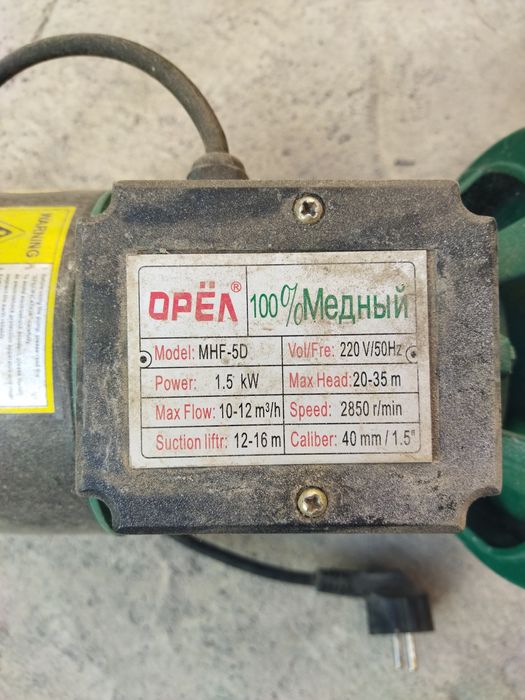 WARNING
ОРЁЛ® 100% Медный
Model: MHF-5D Vol/Fre: 220 V/50Hz
Power: 1.5 kW Max Head: 20-35 m
Max Flow: 10-12 m³/h Speed: 2850 r/min
Suction liftr: 12-16 m Caliber: 40 mm / 1.5"